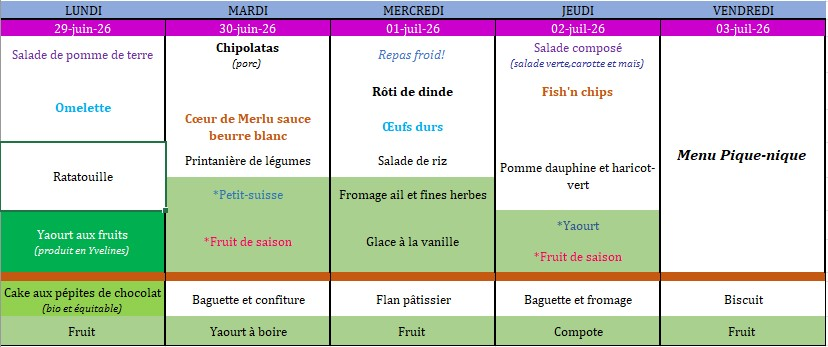 LUNDI
MARDI
MERCREDI
JEUDI
VENDREDI
29-juin-26
30-juin-26
01-juil-26
02-juil-26
03-juil-26
Salade de pomme de terre
Omelette
Ratatouille
Yaourt aux fruits
(produit en Yvelines)
Chipolatas
(porc)
Cœur de Merlu sauce
beurre blanc
Printanière de légumes
*Petit-suisse
*Fruit de saison
Repas froid!
Rôti de dinde
Œufs durs
Salade de riz
Fromage ail et fines herbes
Glace à la vanille
Salade composé
(salade verte,carotte et maïs)
Fish'n chips
Pomme dauphine et haricot-
vert
*Yaourt
*Fruit de saison
Menu Pique-nique
Cake aux pépites de chocolat
(bio et équitable)
Baguette et confiture
Flan pâtissier
Baguette et fromage
Biscuit
Fruit
Yaourt à boire
Fruit
Compote
Fruit